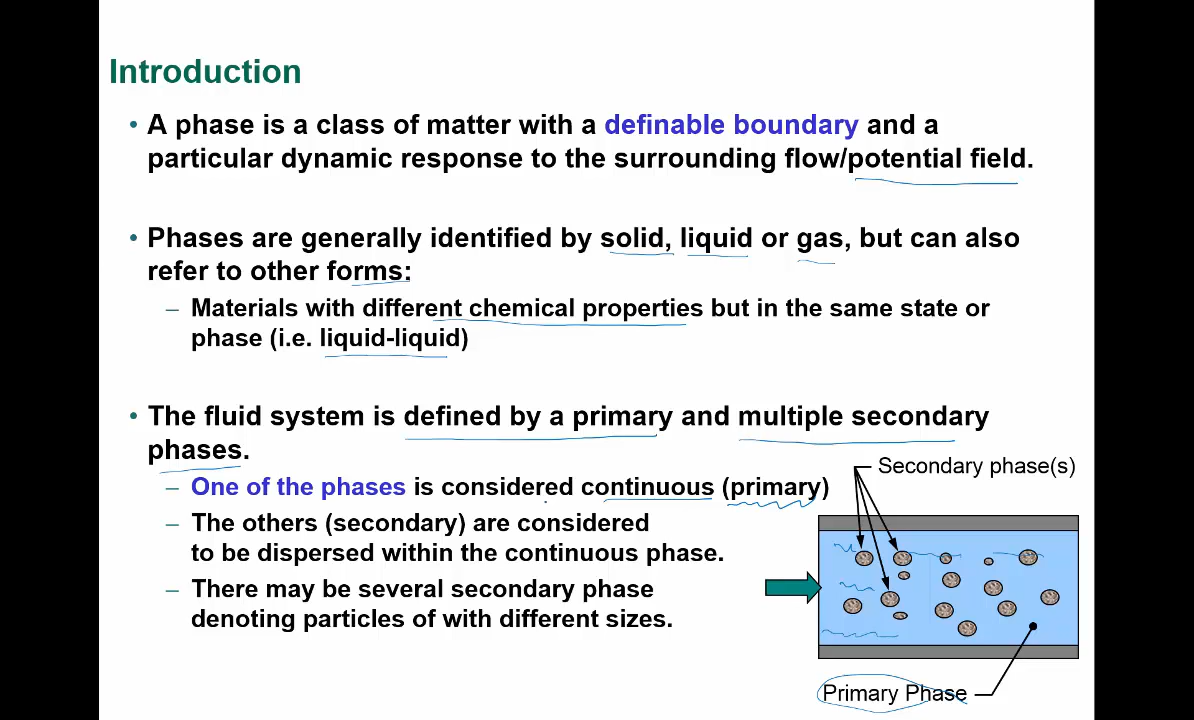 Introduction
• A phase is a class of matter with a definable boundary and a
particular dynamic response to the surrounding flow/potential field.
• Phases are generally identified by solid, liquid or gas, but can also
refer to other forms:
– Materials with different chemical properties but in the same state or
phase (i.e. liquid-liquid)
• The fluid system is defined by a primary and multiple secondary
phases.
– One of the phases is considered continuous (primary)
– The others (secondary) are considered
to be dispersed within the continuous phase.
– There may be several secondary phase
denoting particles of with different sizes.
Secondary phase(s)
Primary Phase